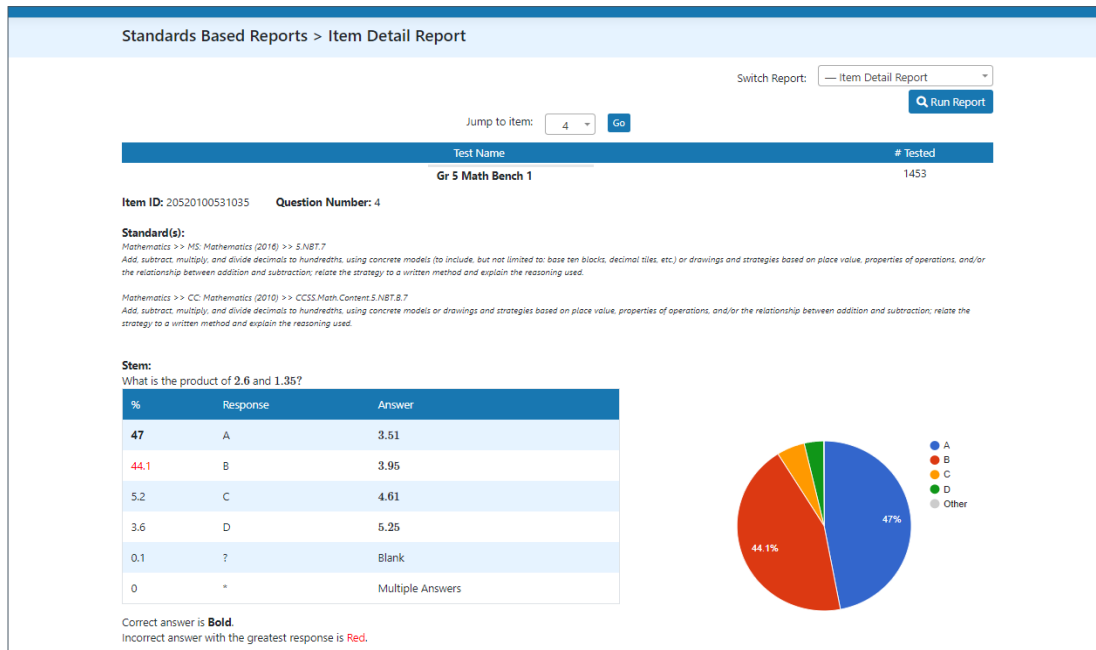 Standards Based Reports > Item Detail Report
Switch Report: — Item Detail Report
Run Report
Jump to item: 4 Go
Test Name # Tested
Gr 5 Math Bench 1 1453
Item ID: 20520100531035 Question Number: 4
Standard(s):
Mathematics >> MS: Mathematics (2016) >> 5.NBT.7
Add, subtract, multiply, and divide decimals to hundredths, using concrete models (to include, but not limited to: base ten blocks, decimal tiles, etc.) or drawings and strategies based on place value, properties of operations, and/or
the relationship between addition and subtraction; relate the strategy to a written method and explain the reasoning used.
Mathematics >> CC: Mathematics (2010) >> CCSS.Math.Content.5.NBT.B.7
Add, subtract, multiply, and divide decimals to hundredths, using concrete models or drawings and strategies based on place value, properties of operations, and/or the relationship between addition and subtraction; relate the
strategy to a written method and explain the reasoning used.
Stem:
What is the product of 2.6 and 1.35?
% Response Answer
47 A 3.51
44.1 B 3.95
5.2 C 4.61
3.6 D 5.25
0.1 ? Blank
0 * Multiple Answers
A
B
C
D
Other
47%
44.1%
Correct answer is Bold.
Incorrect answer with the greatest response is Red.